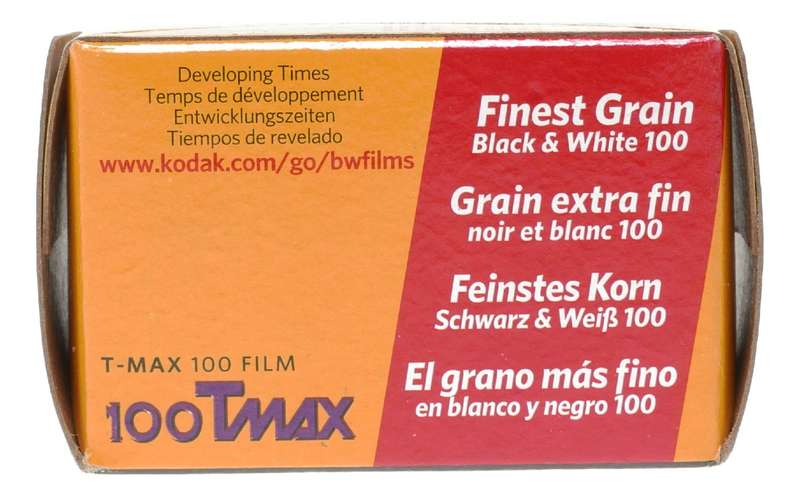 Developing Times
Temps de développement
Entwicklungszeiten
Tiempos de revelado
www.kodak.com/go/bwfilms
T-MAX 100 FILM
100 TMAX
Finest Grain
Black & White 100
Grain extra fin
noir et blanc 100
Feinstes Korn
Schwarz & Weiß 100
El grano más fino
en blanco y negro 100